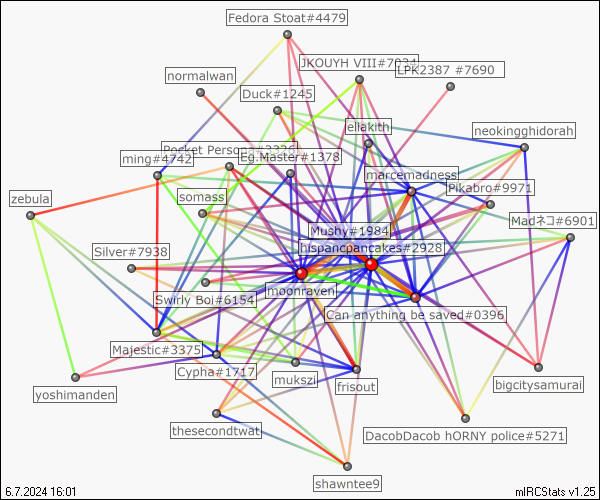 Fedora Stoat#4479
JKOUYH VIII#7034
LPK2387 #7690
normalwan
Duck#1245
eliakith
neokingghidorah
Pocket Persona#3326
ming#4742
Eg.Master#1378
marcemadness
Pikabro#9971
zebula
somass
Madネコ#6901
Mushy#1984
Silver#7938
hispancpancakes#2928
moonraven
Swirly Boi#6154
Can anything be saved#0396
Majestic#3375
Cypha#1717
mukszi
frisout
bigcitysamurai
yoshimanden
thesecondtwat
DacobDacob hORNY police#5271
shawntee9
6.7.2024 16:01
mIRCStats v1.25